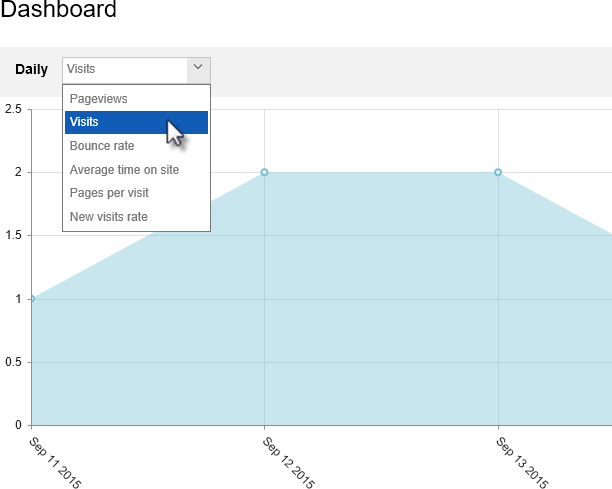 Dashboard
Daily
Visits
Pageviews
Visits
Bounce rate
Average time on site
Pages per visit
New visits rate
2.5
2
1.5
1
0.5
0
Sep 11 2015
Sep 12 2015
Sep 13 2015